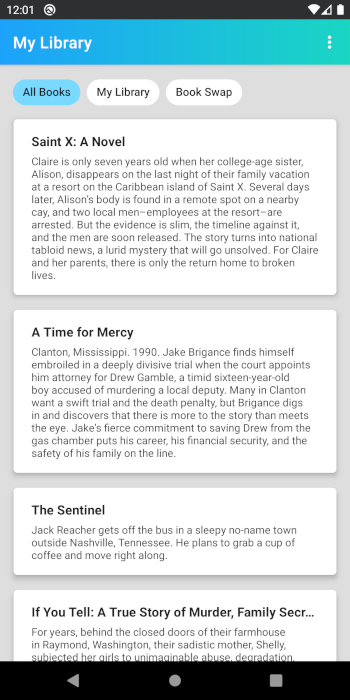 12:01
My Library
All Books My Library Book Swap
Saint X: A Novel
Claire is only seven years old when her college-age sister,
Alison, disappears on the last night of their family vacation
at a resort on the Caribbean island of Saint X. Several days
later, Alison's body is found in a remote spot on a nearby
cay, and two local men–employees at the resort–are
arrested. But the evidence is slim, the timeline against it,
and the men are soon released. The story turns into national
tabloid news, a lurid mystery that will go unsolved. For Claire
and her parents, there is only the return home to broken
lives.
A Time for Mercy
Clanton, Mississippi. 1990. Jake Brigance finds himself
embroiled in a deeply divisive trial when the court appoints
him attorney for Drew Gamble, a timid sixteen-year-old
boy accused of murdering a local deputy. Many in Clanton
want a swift trial and the death penalty, but Brigance digs
in and discovers that there is more to the story than meets
the eye. Jake's fierce commitment to saving Drew from the
gas chamber puts his career, his financial security, and the
safety of his family on the line.
The Sentinel
Jack Reacher gets off the bus in a sleepy no-name town
outside Nashville, Tennessee. He plans to grab a cup of
coffee and move right along.
If You Tell: A True Story of Murder, Family Secr...
For years, behind the closed doors of their farmhouse
in Raymond, Washington, their sadistic mother, Shelly,
subjected her girls to unimaginable abuse, degradation,